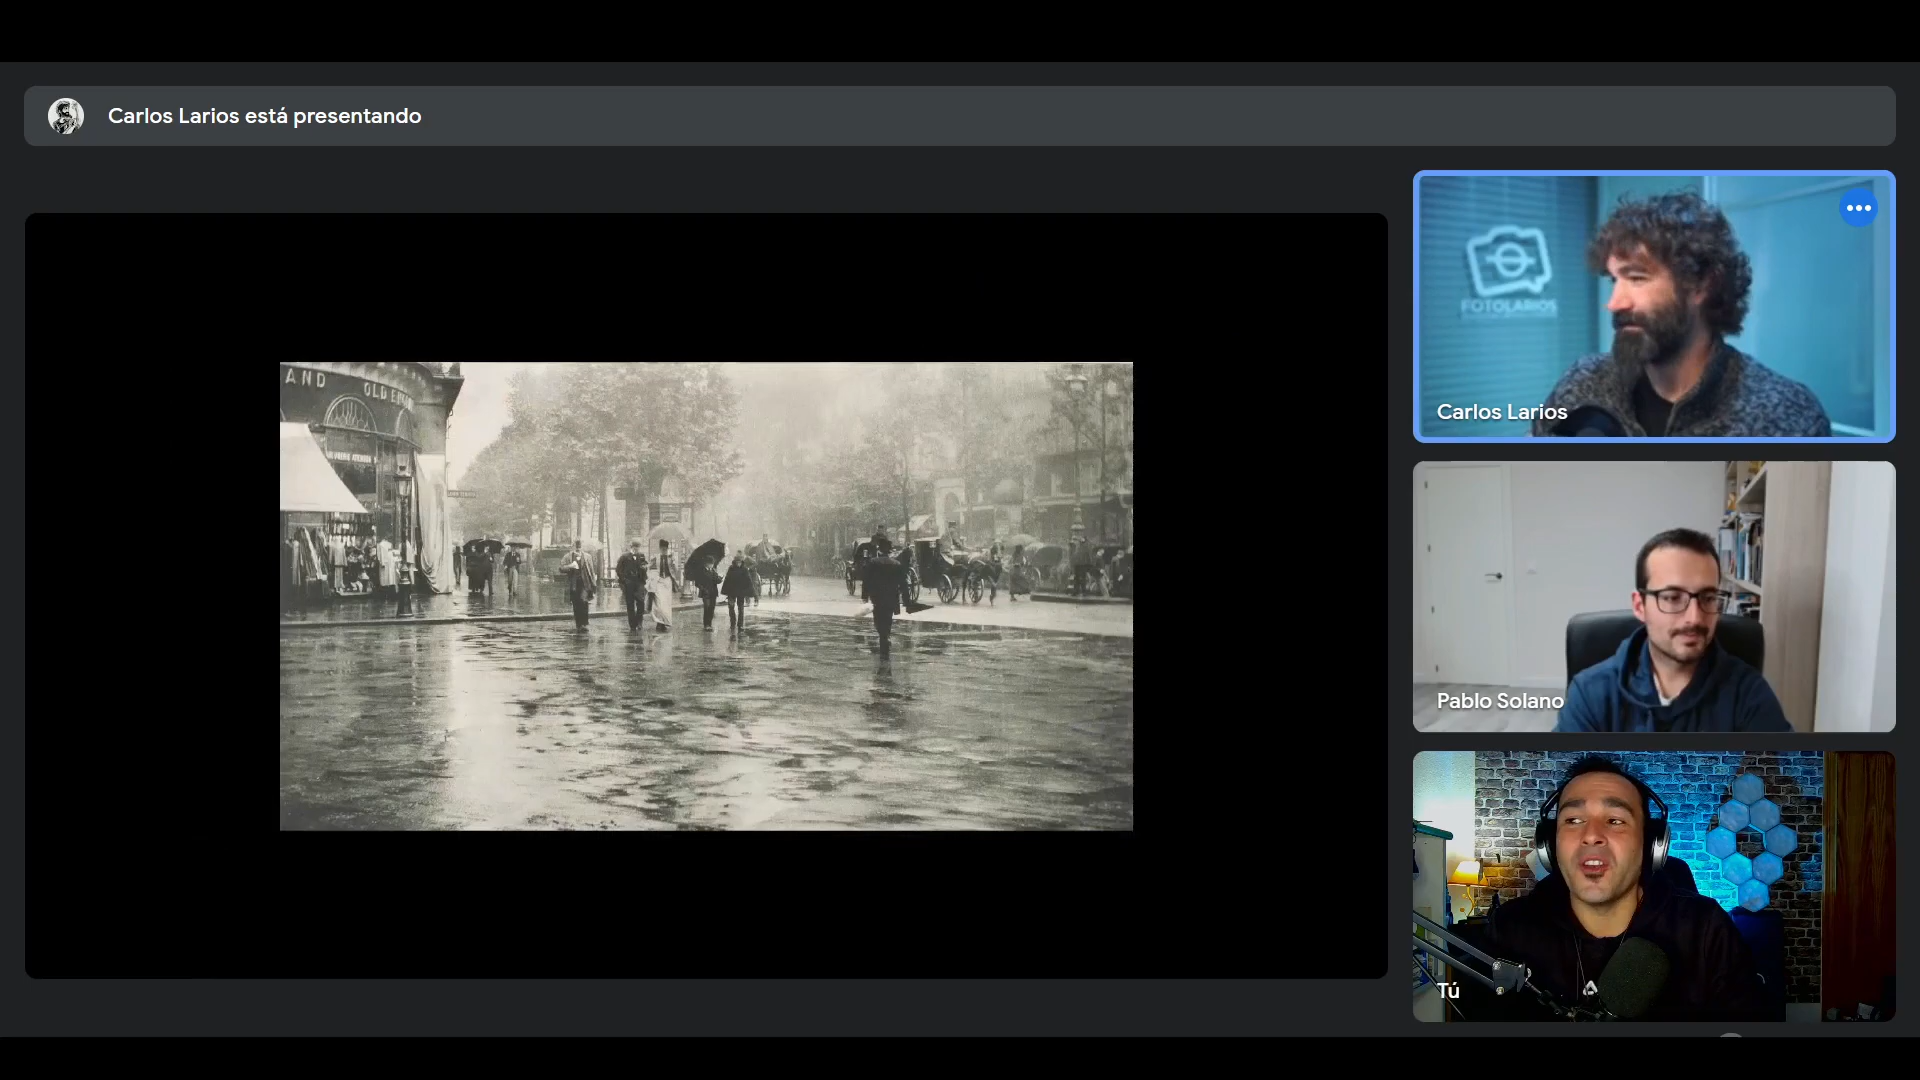 Carlos Larios está presentando
AND OLD E
FOTOLARIOS
Carlos Larios
Pablo Solano
Tú